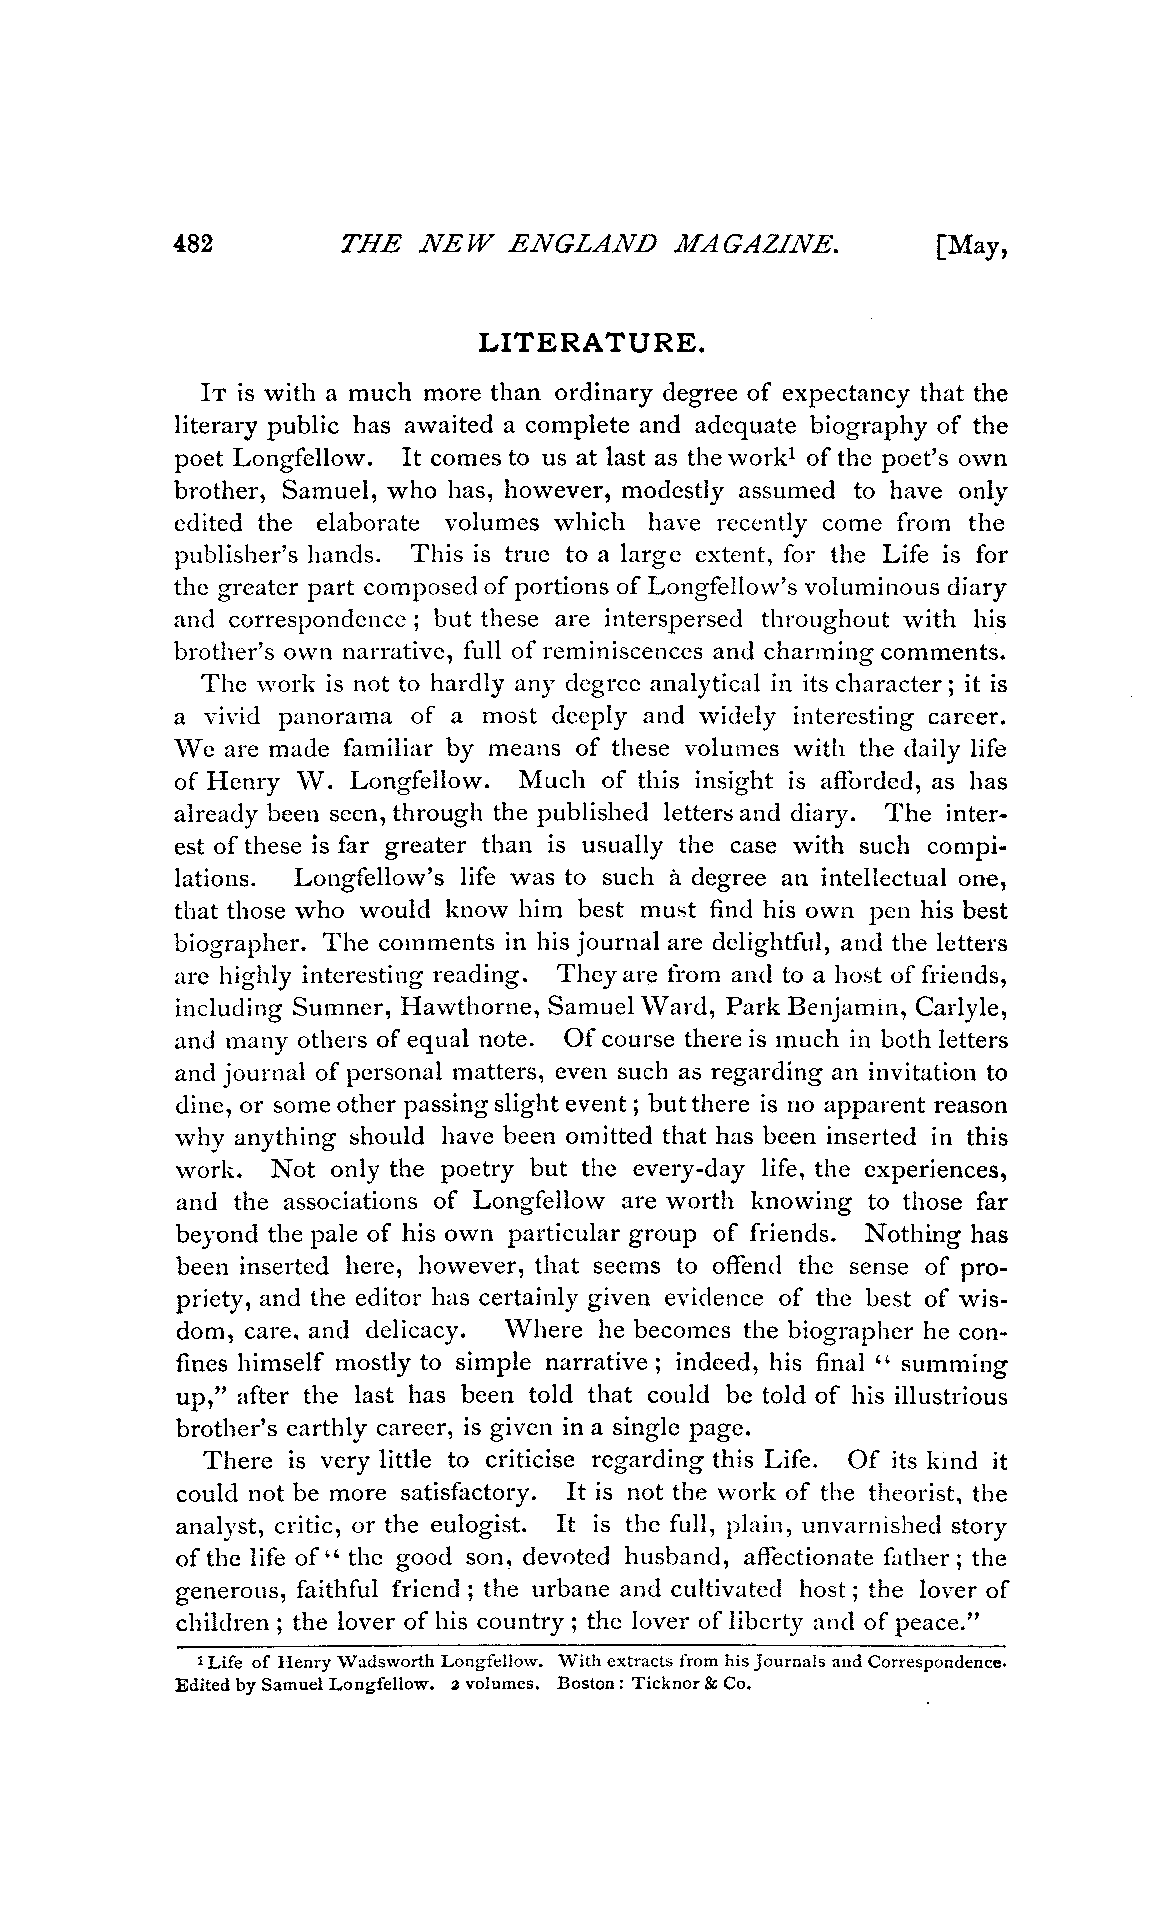 482 THE NEW ENGLAND MAGAZINE. [May,
LITERATURE.
IT is with a much more than ordinary degree of expectancy that the
literary public has awaited a complete and adequate biography of the
poet Longfellow. It comes to us at last as the work¹ of the poet's own
brother, Samuel, who has, however, modestly assumed to have only
edited the elaborate volumes which have recently come from the
publisher's hands. This is true to a large extent, for the Life is for
the greater part composed of portions of Longfellow's voluminous diary
and correspondence; but these are interspersed throughout with his
brother's own narrative, full of reminiscences and charming comments.
The work is not to hardly any degree analytical in its character; it is
a vivid panorama of a most deeply and widely interesting career.
We are made familiar by means of these volumes with the daily life
of Henry W. Longfellow. Much of this insight is afforded, as has
already been seen, through the published letters and diary. The inter-
est of these is far greater than is usually the case with such compi-
lations. Longfellow's life was to such à degree an intellectual one,
that those who would know him best must find his own pen his best
biographer. The comments in his journal are delightful, and the letters
are highly interesting reading. They are from and to a host of friends,
including Sumner, Hawthorne, Samuel Ward, Park Benjamin, Carlyle,
and many others of equal note. Of course there is much in both letters
and journal of personal matters, even such as regarding an invitation to
dine, or some other passing slight event; but there is no apparent reason
why anything should have been omitted that has been inserted in this
work. Not only the poetry but the every-day life, the experiences,
and the associations of Longfellow are worth knowing to those far
beyond the pale of his own particular group of friends. Nothing has
been inserted here, however, that seems to offend the sense of pro-
priety, and the editor has certainly given evidence of the best of wis-
dom, care, and delicacy. Where he becomes the biographer he con-
fines himself mostly to simple narrative; indeed, his final "summing
up," after the last has been told that could be told of his illustrious
brother's earthly career, is given in a single page.
There is very little to criticise regarding this Life. Of its kind it
could not be more satisfactory. It is not the work of the theorist, the
analyst, critic, or the eulogist. It is the full, plain, unvarnished story
of the life of "the good son, devoted husband, affectionate father; the
generous, faithful friend; the urbane and cultivated host; the lover of
children; the lover of his country; the lover of liberty and of peace."
¹ Life of Henry Wadsworth Longfellow. With extracts from his Journals and Correspondence.
Edited by Samuel Longfellow. 2 volumes. Boston: Ticknor & Co.